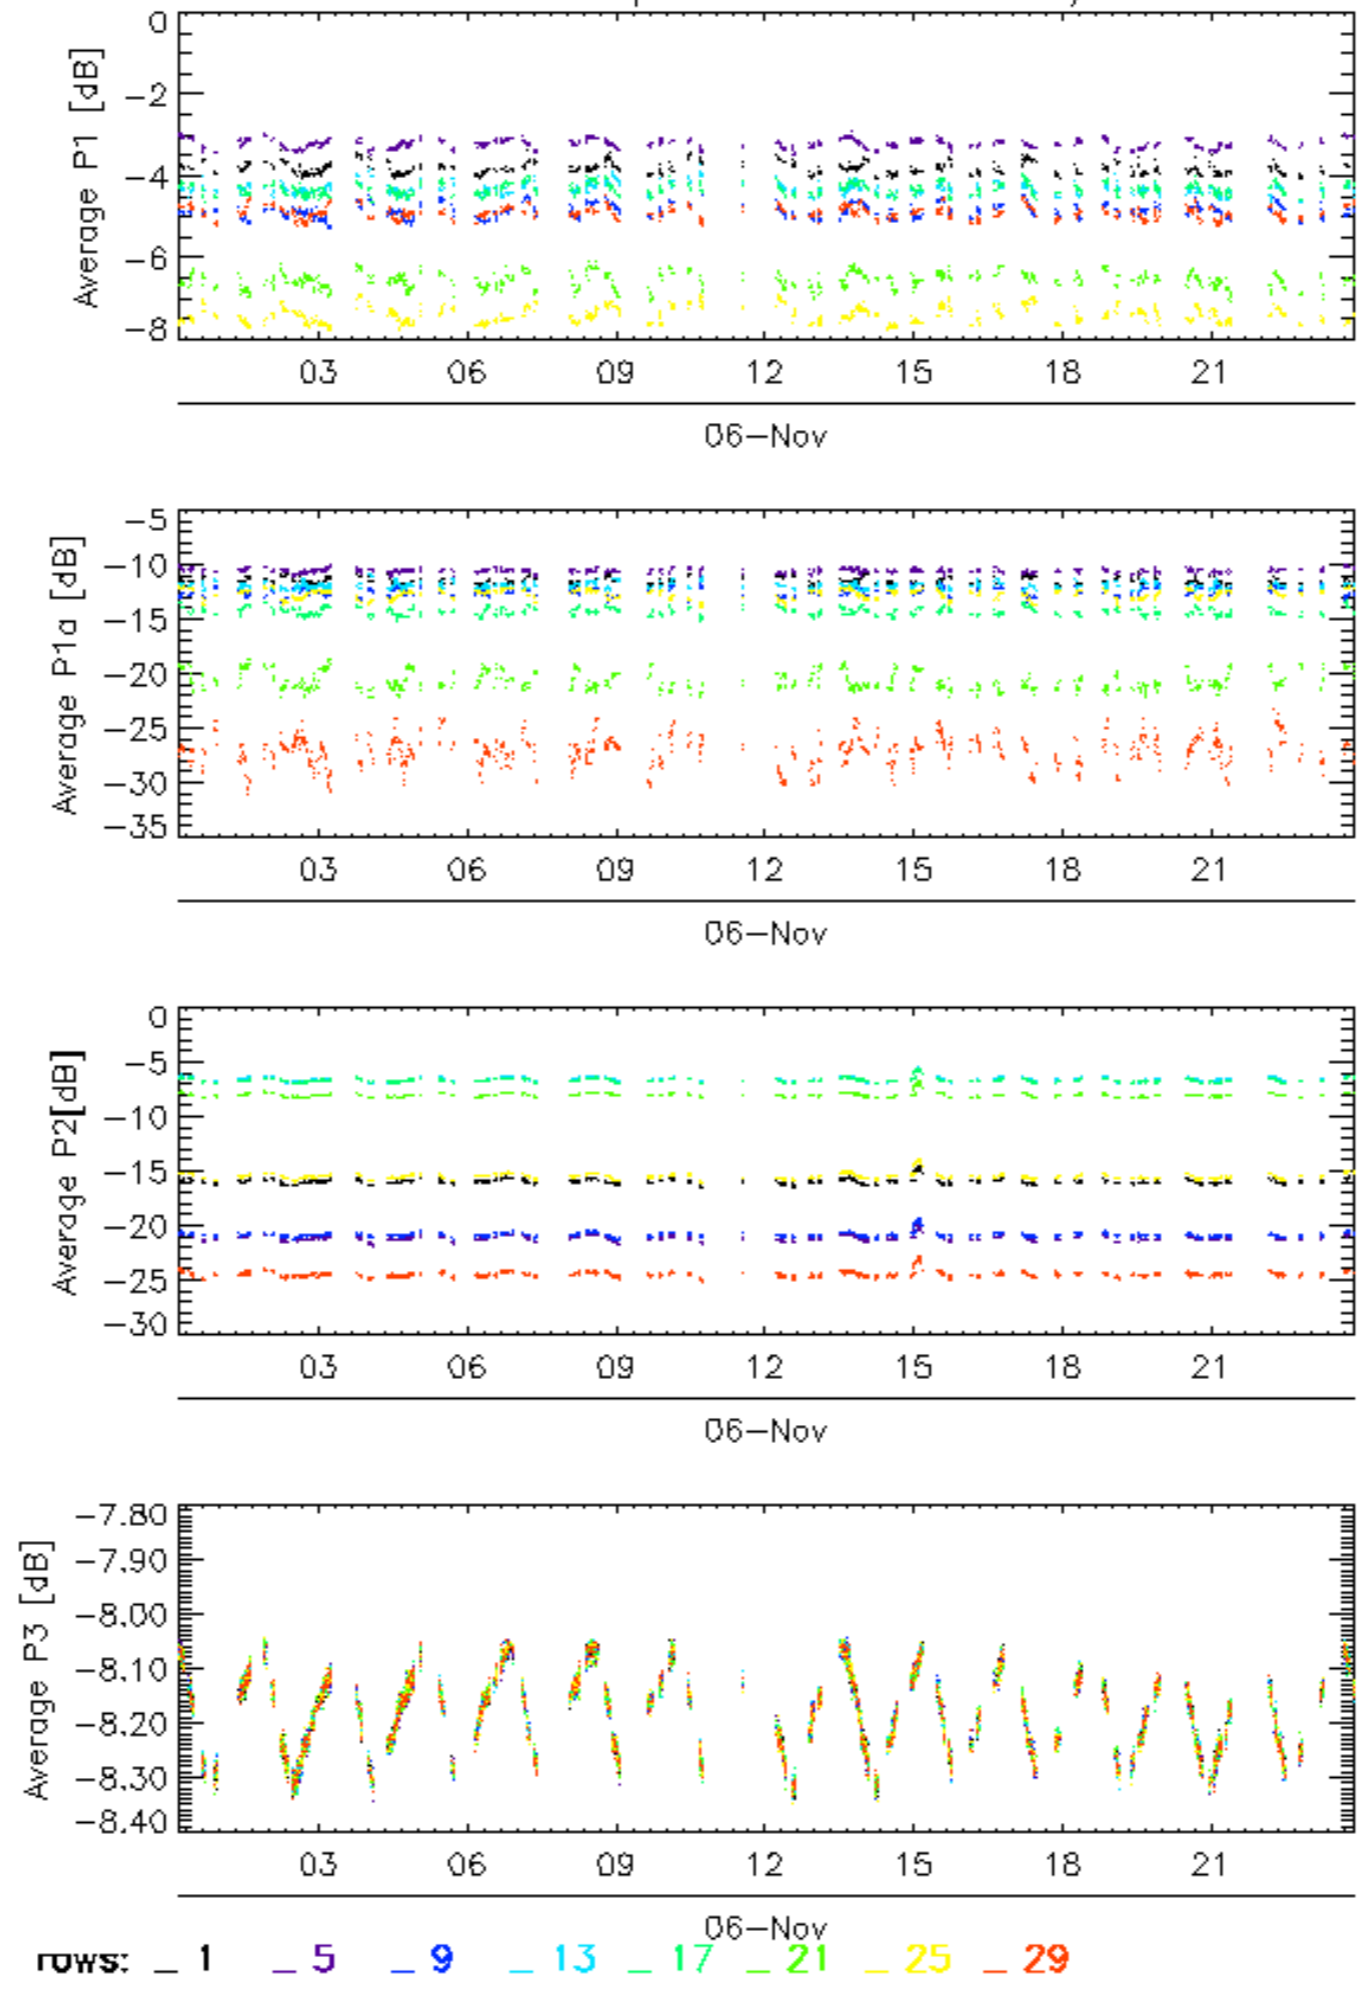 0
-2
-4
-6
-8
Average P1 [dB]
03 06 09 12 15 18 21
06-Nov
-5
-10
-15
-20
-25
-30
-35
Average P1a [dB]
03 06 09 12 15 18 21
06-Nov
0
-5
-10
-15
-20
-25
-30
Average P2[dB]
03 06 09 12 15 18 21
06-Nov
-7.80
-7.90
-8.00
-8.10
-8.20
-8.30
-8.40
Average P3 [dB]
03 06 09 12 15 18 21
06-Nov
rows: _ 1 _ 5 _ 9 _ 13 _ 17 _ 21 _ 25 _ 29